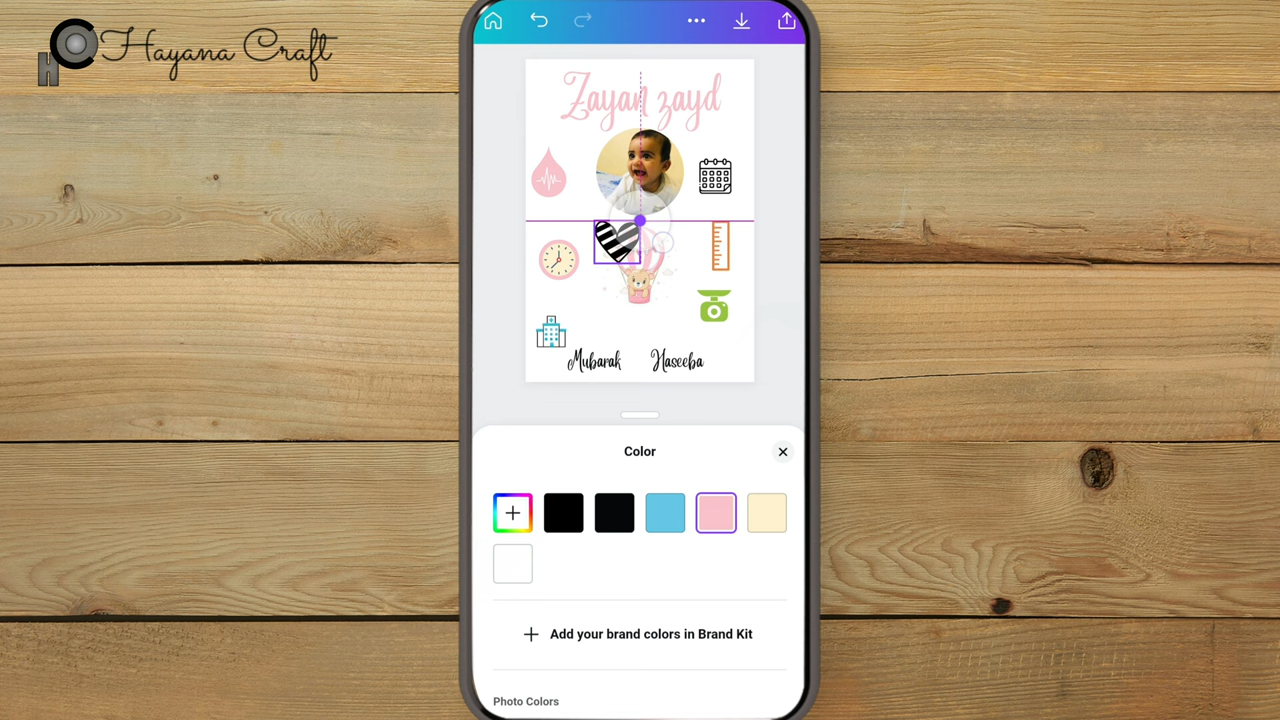 Hayana Craft
H
Zayan zayd
Mubarak Haseeba
Color
Add your brand colors in Brand Kit
Photo Colors